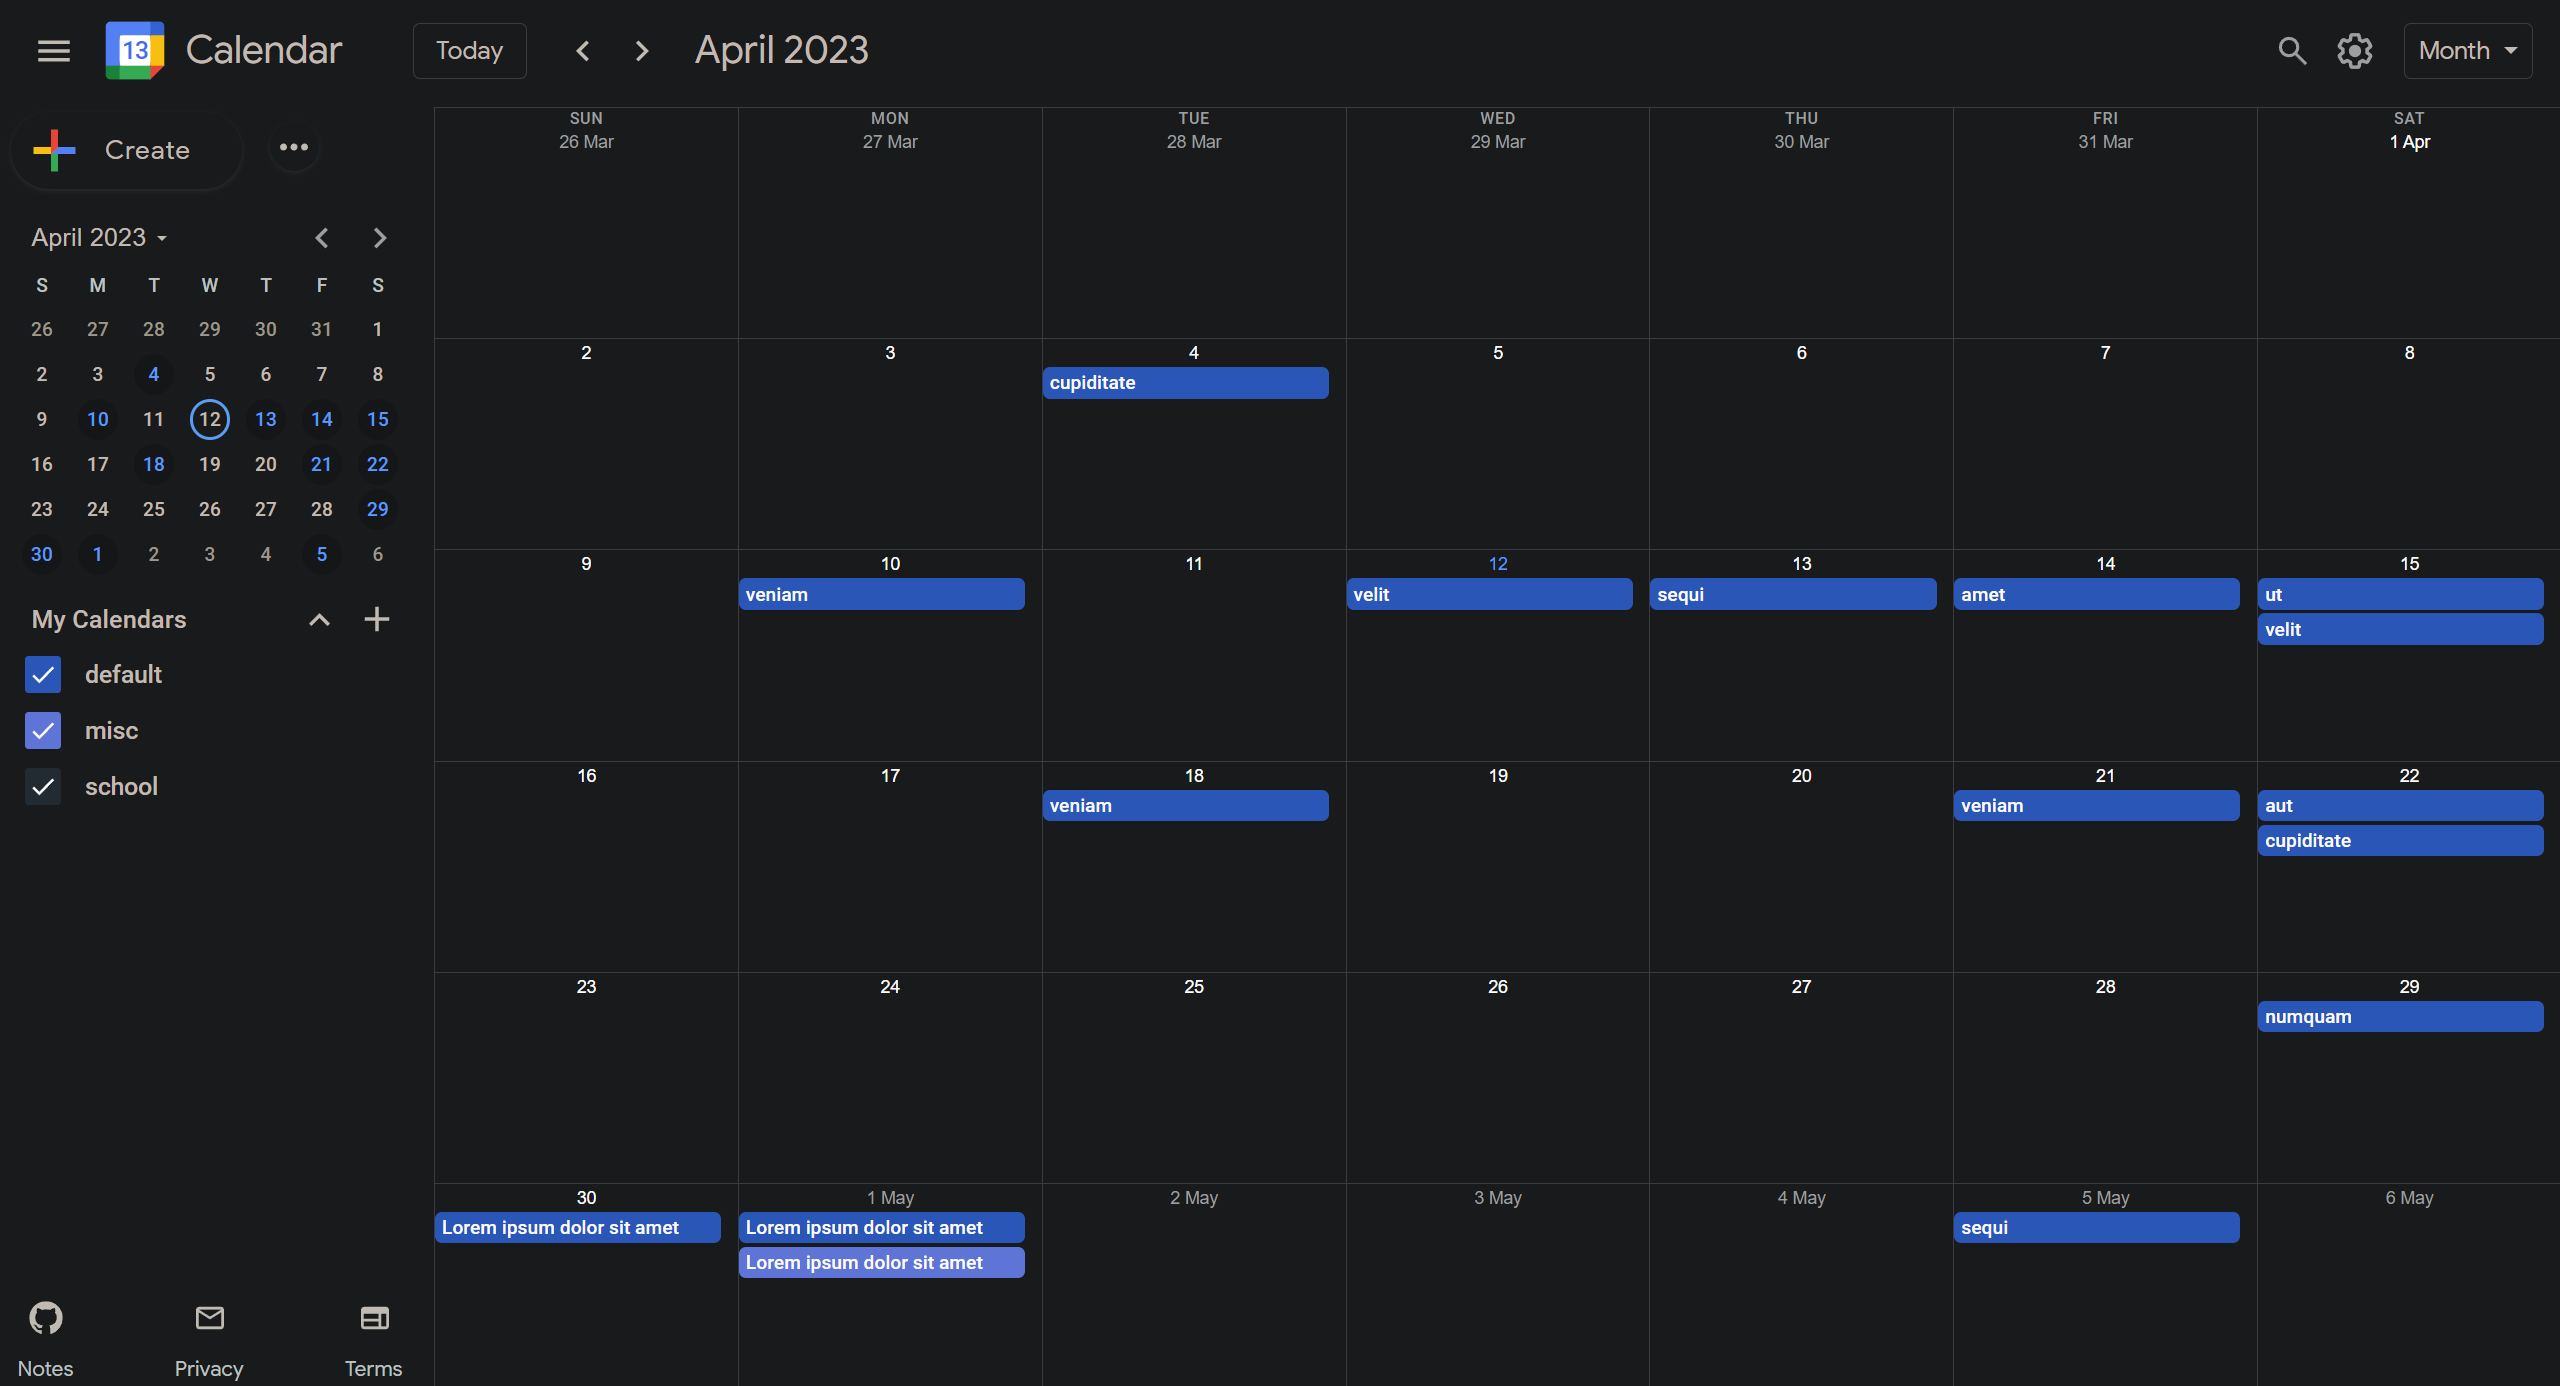 13 Calendar Today April 2023 Month
Create
April 2023
S M T W T F S
26 27 28 29 30 31 1
2 3 4 5 6 7 8
9 10 11 12 13 14 15
16 17 18 19 20 21 22
23 24 25 26 27 28 29
30 1 2 3 4 5 6
My Calendars
default
misc
school
Notes Privacy Terms
SUN MON TUE WED THU FRI SAT
26 Mar 27 Mar 28 Mar 29 Mar 30 Mar 31 Mar 1 Apr
2 3 4 5 6 7 8
cupiditate
9 10 11 12 13 14 15
veniam velit sequi amet ut
velit
16 17 18 19 20 21 22
veniam veniam aut
cupiditate
23 24 25 26 27 28 29
numquam
30 1 May 2 May 3 May 4 May 5 May 6 May
Lorem ipsum dolor sit amet Lorem ipsum dolor sit amet sequi
Lorem ipsum dolor sit amet